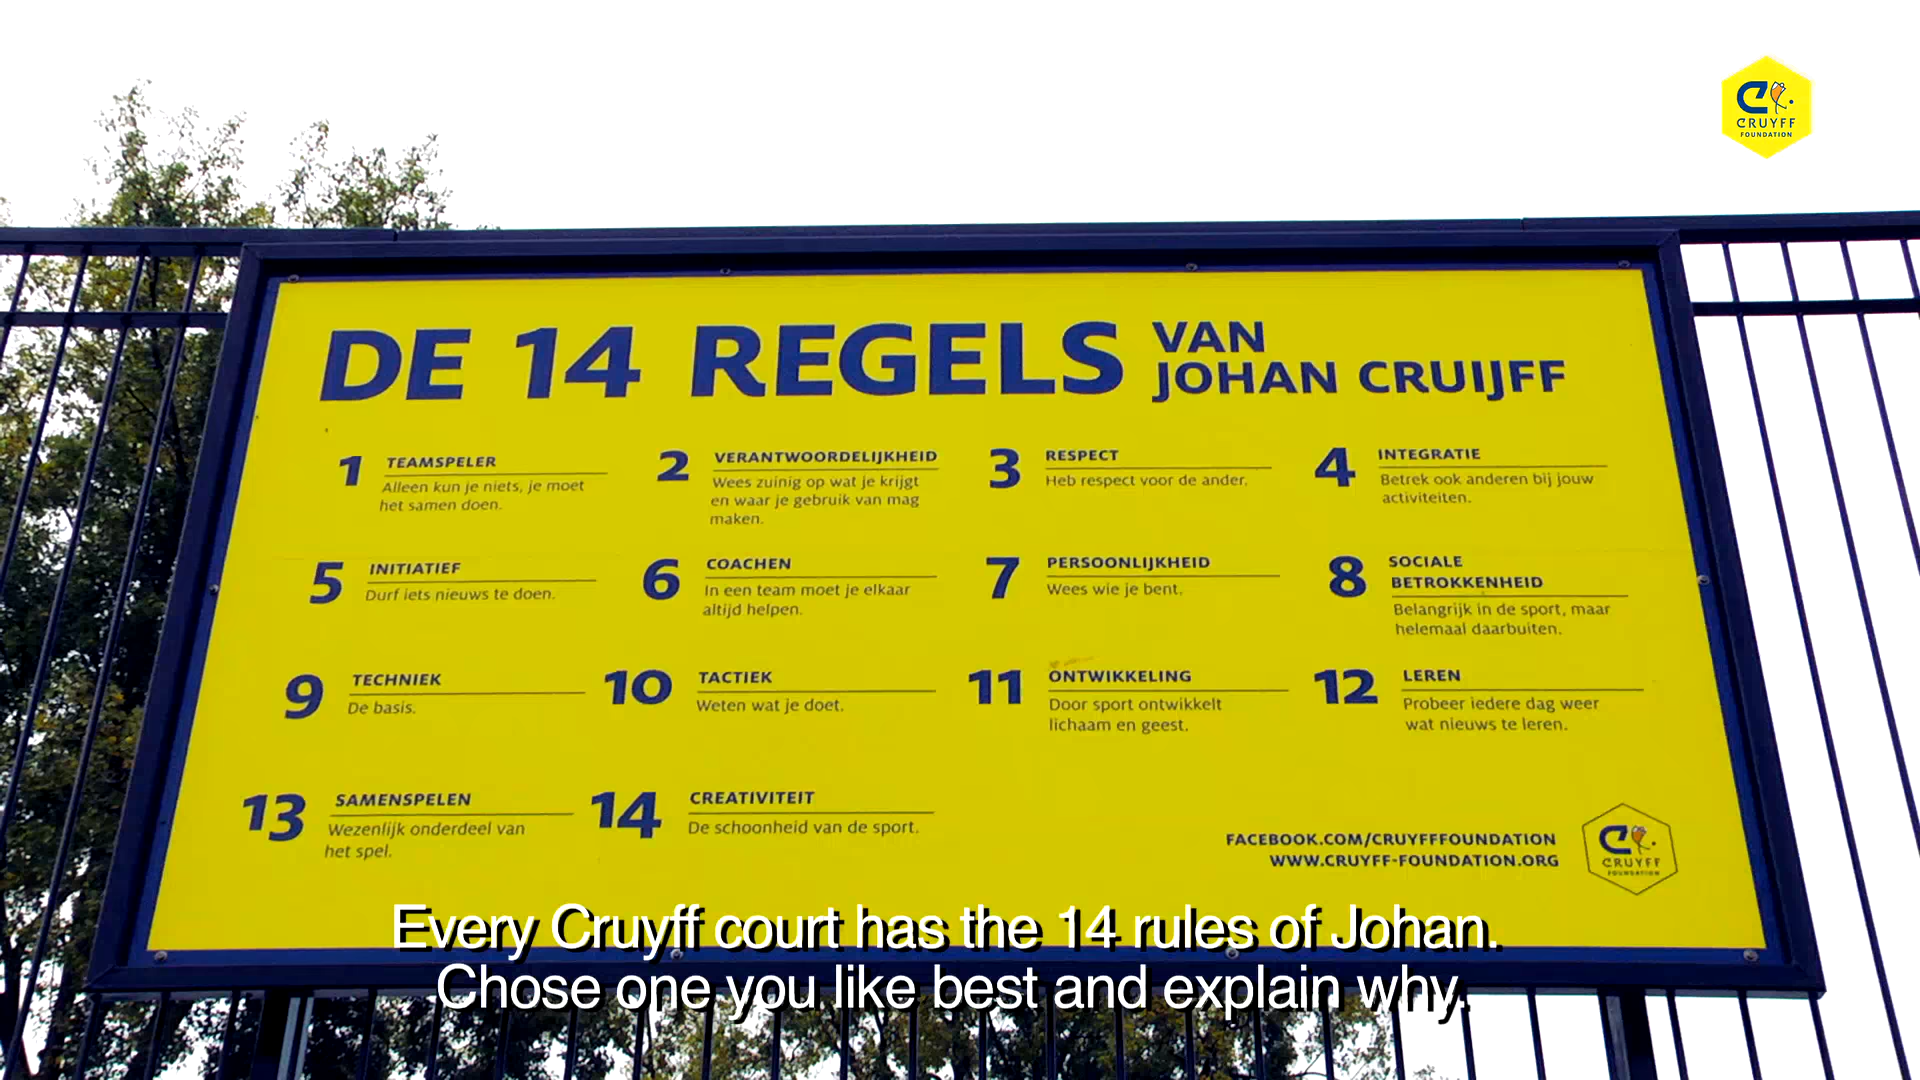 CRUYFF
FOUNDATION
DE 14 REGELS VAN
JOHAN CRUIJFF
1 TEAMSPELER
Alleen kun je niets, je moet
het samen doen.
2 VERANTWOORDELIJKHEID
Wees zuinig op wat je krijgt
en waar je gebruik van mag
maken.
3 RESPECT
Heb respect voor de ander.
4 INTEGRATIE
Betrek ook anderen bij jouw
activiteiten.
5 INITIATIEF
Durf iets nieuws te doen.
6 COACHEN
In een team moet je elkaar
altijd helpen.
7 PERSOONLIJKHEID
Wees wie je bent.
8 SOCIALE
BETROKKENHEID
Belangrijk in de sport, maar
helemaal daarbuiten.
9 TECHNIEK
De basis.
10 TACTIEK
Weten wat je doet.
11 ONTWIKKELING
Door sport ontwikkelt
lichaam en geest.
12 LEREN
Probeer iedere dag weer
wat nieuws te leren.
13 SAMENSPELEN
Wezenlijk onderdeel van
het spel.
14 CREATIVITEIT
De schoonheid van de sport.
FACEBOOK.COM/CRUYFFFOUNDATION
WWW.CRUYFF-FOUNDATION.ORG
CRUYFF
FOUNDATION
Every Cruyff court has the 14 rules of Johan.
Chose one you like best and explain why.